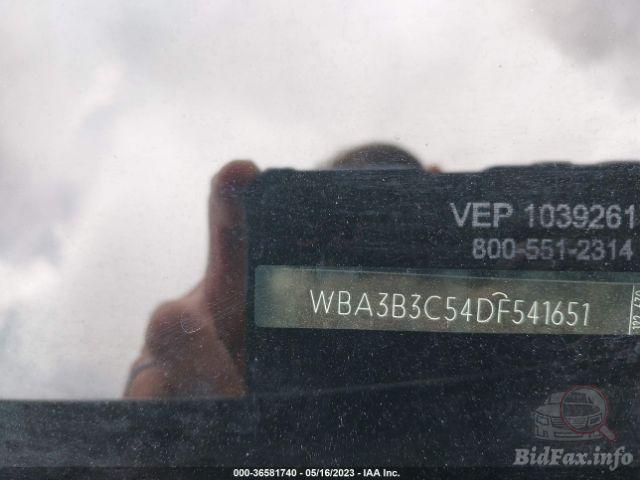 VEP 1039261
800-551-2314
WBA3B3C54DF541651
BidFax.info
000-36581740 - 05/16/2023 - IAA Inc.